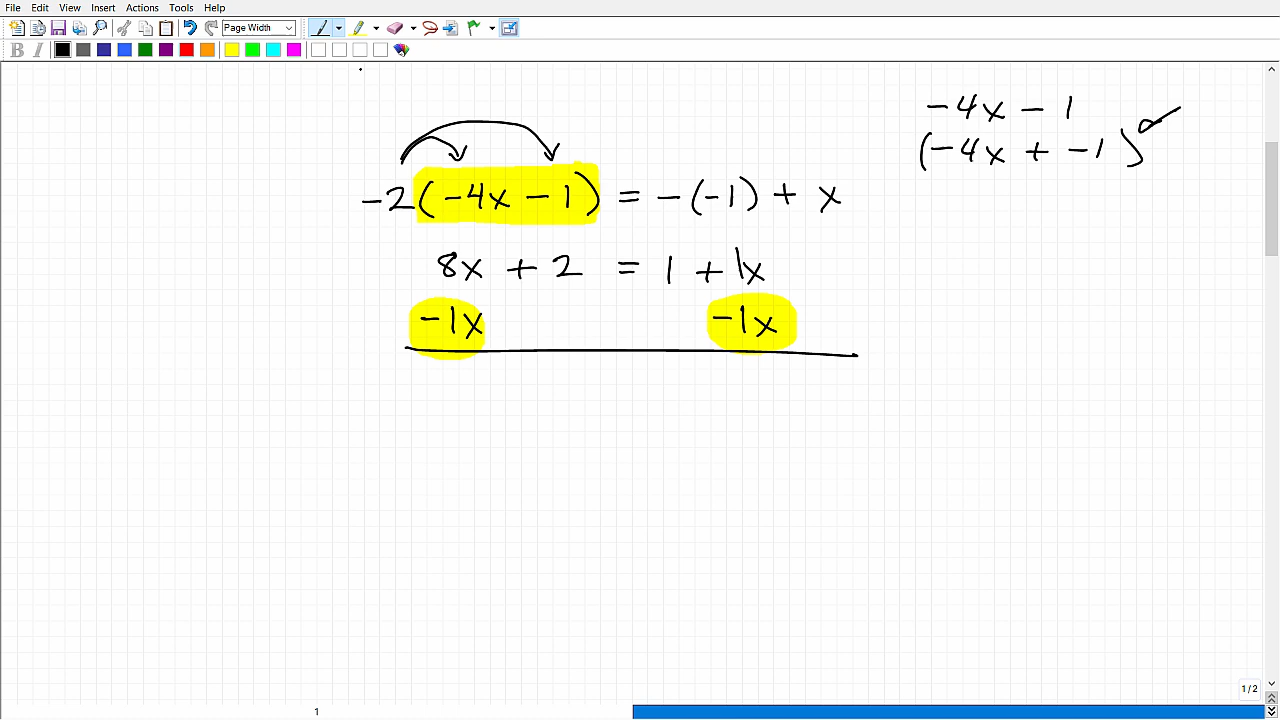 File Edit View Insert Actions Tools Help
Page Width
B I
-4x - 1
(-4x + -1)
-2(-4x - 1) = -(-1) + x
8x + 2 = 1 + 1x
-1x -1x
1/2
1